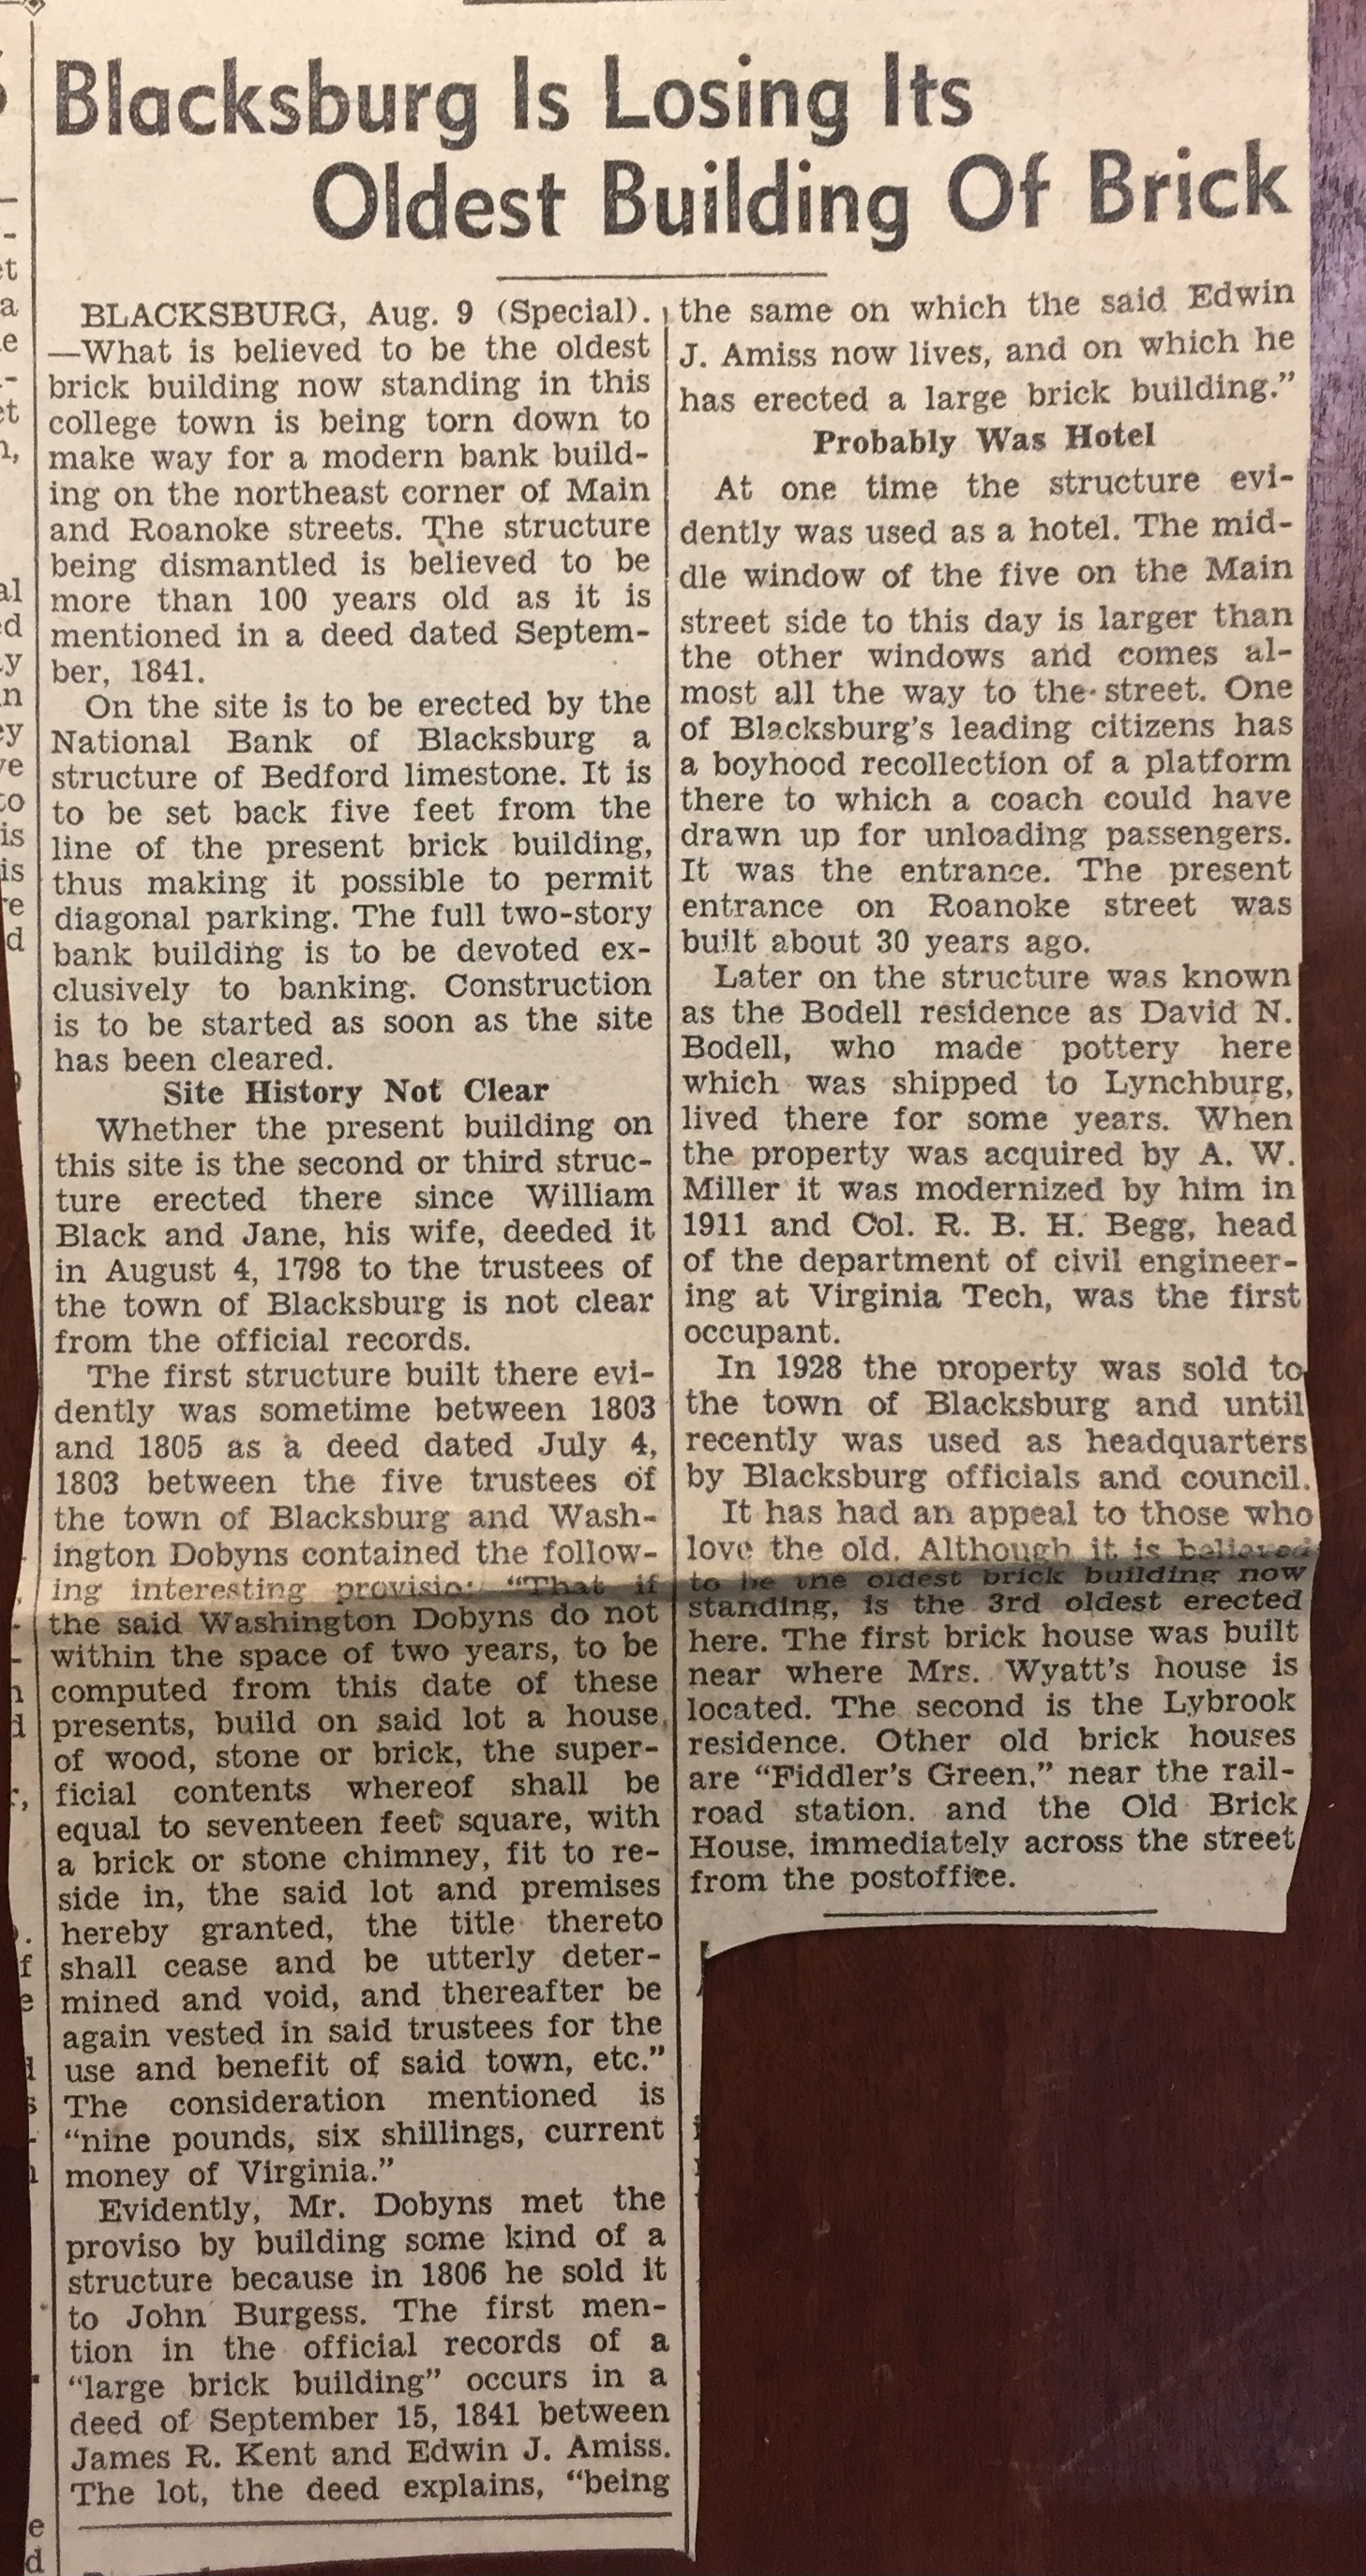 Blacksburg Is Losing Its
Oldest Building Of Brick
BLACKSBURG, Aug. 9 (Special).
—What is believed to be the oldest
brick building now standing in this
college town is being torn down to
make way for a modern bank build-
ing on the northeast corner of Main
and Roanoke streets. The structure
being dismantled is believed to be
more than 100 years old as it is
mentioned in a deed dated Septem-
ber, 1841.
On the site is to be erected by the
National Bank of Blacksburg a
structure of Bedford limestone. It is
to be set back five feet from the
line of the present brick building,
thus making it possible to permit
diagonal parking. The full two-story
bank building is to be devoted ex-
clusively to banking. Construction
is to be started as soon as the site
has been cleared.
Site History Not Clear
Whether the present building on
this site is the second or third struc-
ture erected there since William
Black and Jane, his wife, deeded it
in August 4, 1798 to the trustees of
the town of Blacksburg is not clear
from the official records.
The first structure built there evi-
dently was sometime between 1803
and 1805 as a deed dated July 4,
1803 between the five trustees of
the town of Blacksburg and Wash-
ington Dobyns contained the follow-
ing interesting provisio: “That if
the said Washington Dobyns do not
within the space of two years, to be
computed from this date of these
presents, build on said lot a house
of wood, stone or brick, the super-
ficial contents whereof shall be
equal to seventeen feet square, with
a brick or stone chimney, fit to re-
side in, the said lot and premises
hereby granted, the title thereto
shall cease and be utterly deter-
mined and void, and thereafter be
again vested in said trustees for the
use and benefit of said town, etc.”
The consideration mentioned is
“nine pounds, six shillings, current
money of Virginia.”
Evidently, Mr. Dobyns met the
proviso by building some kind of a
structure because in 1806 he sold it
to John Burgess. The first men-
tion in the official records of a
“large brick building” occurs in a
deed of September 15, 1841 between
James R. Kent and Edwin J. Amiss.
The lot, the deed explains, “being
the same on which the said Edwin
J. Amiss now lives, and on which he
has erected a large brick building.”
Probably Was Hotel
At one time the structure evi-
dently was used as a hotel. The mid-
dle window of the five on the Main
street side to this day is larger than
the other windows and comes al-
most all the way to the street. One
of Blacksburg's leading citizens has
a boyhood recollection of a platform
there to which a coach could have
drawn up for unloading passengers.
It was the entrance. The present
entrance on Roanoke street was
built about 30 years ago.
Later on the structure was known
as the Bodell residence as David N.
Bodell, who made pottery here
which was shipped to Lynchburg,
lived there for some years. When
the property was acquired by A. W.
Miller it was modernized by him in
1911 and Col. R. B. H. Begg, head
of the department of civil engineer-
ing at Virginia Tech, was the first
occupant.
In 1928 the property was sold to
the town of Blacksburg and until
recently was used as headquarters
by Blacksburg officials and council.
It has had an appeal to those who
love the old. Although it is believed
to be the oldest brick building now
standing, is the 3rd oldest erected
here. The first brick house was built
near where Mrs. Wyatt's house is
located. The second is the Lybrook
residence. Other old brick houses
are “Fiddler's Green,” near the rail-
road station, and the Old Brick
House, immediately across the street
from the postoffice.